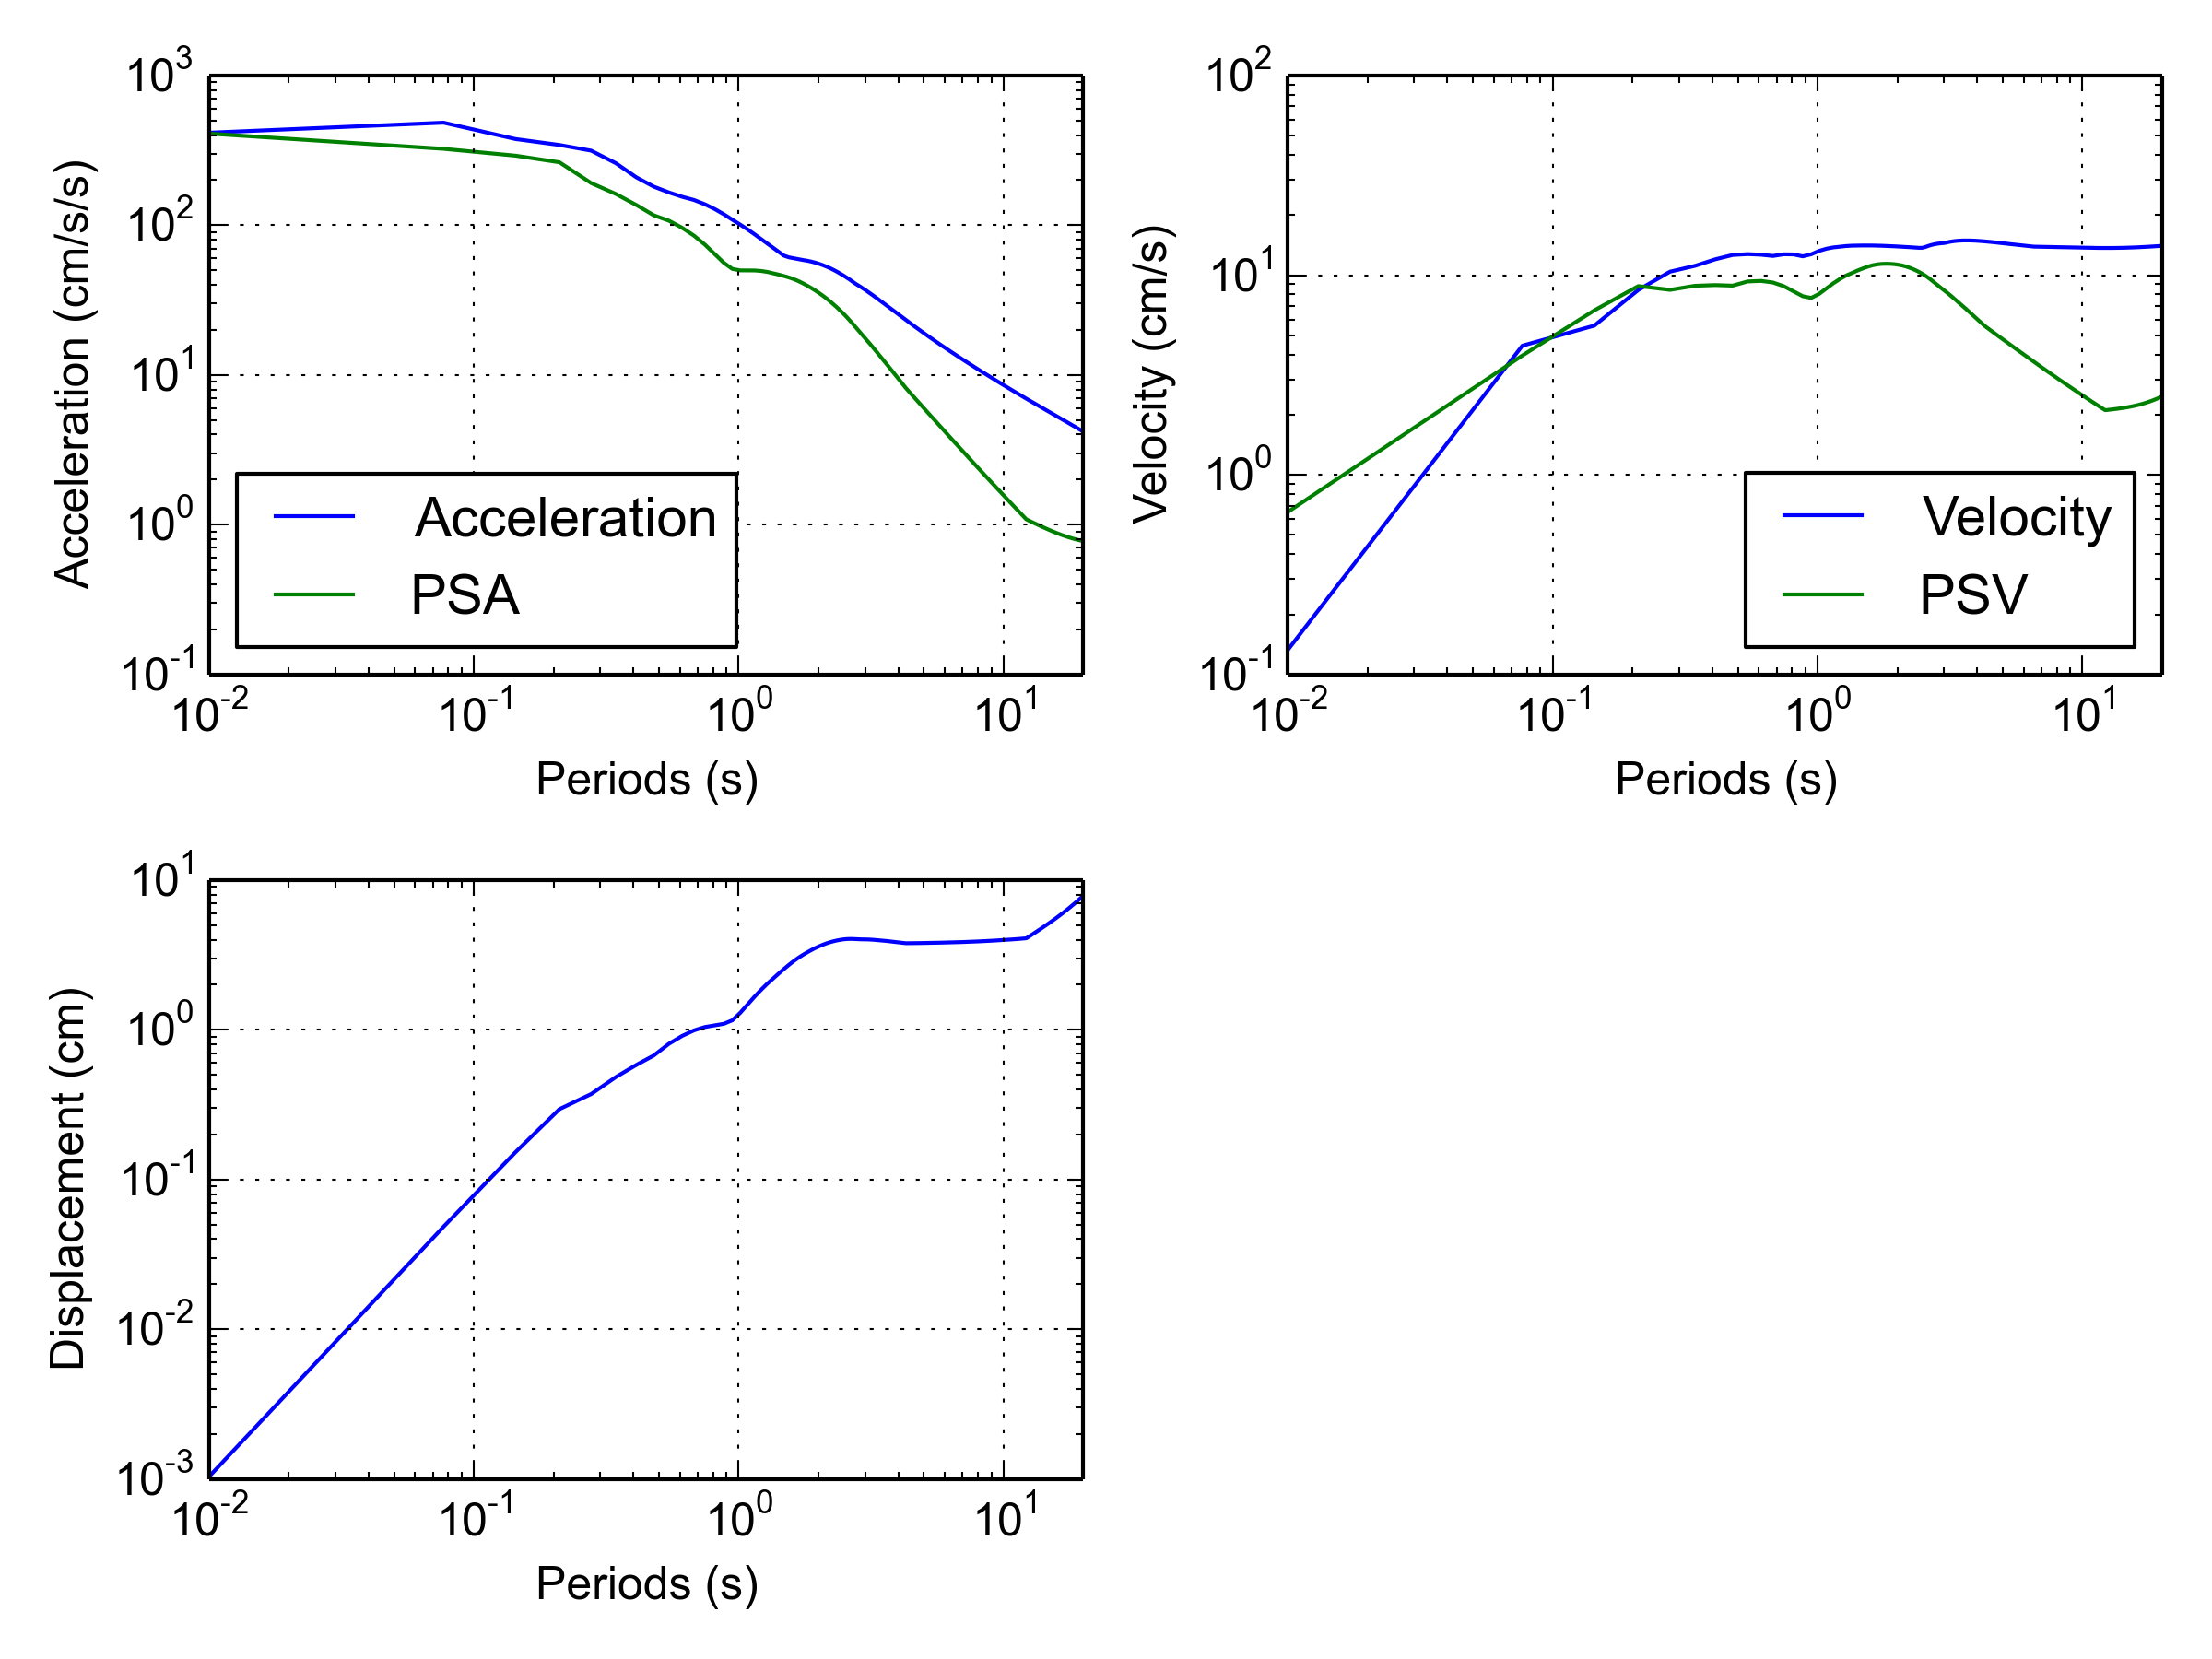 10^3
10^2
10^1
10^0
10^-1
Acceleration (cm/s/s)
Acceleration
PSA
10^-2 10^-1 10^0 10^1
Periods (s)
10^2
10^1
10^0
10^-1
Velocity (cm/s)
Velocity
PSV
10^-2 10^-1 10^0 10^1
Periods (s)
10^1
10^0
10^-1
10^-2
10^-3
Displacement (cm)
10^-2 10^-1 10^0 10^1
Periods (s)